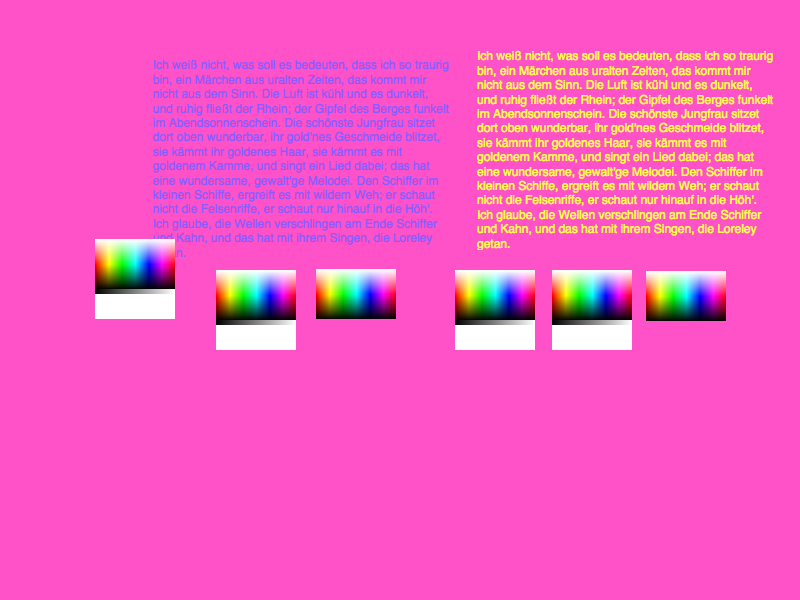 Ich weiß nicht, was soll es bedeuten, dass ich so traurig
bin, ein Märchen aus uralten Zeiten, das kommt mir
nicht aus dem Sinn. Die Luft ist kühl und es dunkelt,
und ruhig fließt der Rhein; der Gipfel des Berges funkelt
im Abendsonnenschein. Die schönste Jungfrau sitzet
dort oben wunderbar, ihr gold'nes Geschmeide blitzet,
sie kämmt ihr goldenes Haar, sie kämmt es mit
goldenem Kamme, und singt ein Lied dabei; das hat
eine wundersame, gewalt'ge Melodei. Den Schiffer im
kleinen Schiffe, ergreift es mit wildem Weh; er schaut
nicht die Felsenriffe, er schaut nur hinauf in die Höh'.
Ich glaube, die Wellen verschlingen am Ende Schiffer
und Kahn, und das hat mit ihrem Singen, die Loreley
Ich weiß nicht, was soll es bedeuten, dass ich so traurig
bin, ein Märchen aus uralten Zeiten, das kommt mir
nicht aus dem Sinn. Die Luft ist kühl und es dunkelt,
und ruhig fließt der Rhein; der Gipfel des Berges funkelt
im Abendsonnenschein. Die schönste Jungfrau sitzet
dort oben wunderbar, ihr gold'nes Geschmeide blitzet,
sie kämmt ihr goldenes Haar, sie kämmt es mit
goldenem Kamme, und singt ein Lied dabei; das hat
eine wundersame, gewalt'ge Melodei. Den Schiffer im
kleinen Schiffe, ergreift es mit wildem Weh; er schaut
nicht die Felsenriffe, er schaut nur hinauf in die Höh'.
Ich glaube, die Wellen verschlingen am Ende Schiffer
und Kahn, und das hat mit ihrem Singen, die Loreley
getan.